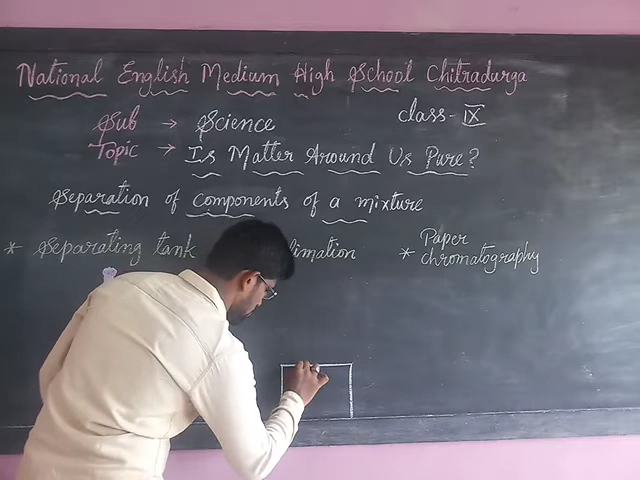 National English Medium High School Chitradurga
Sub → Science class - IX
Topic → Is Matter Around Us Pure?
Separation of components of a mixture
* Separating tank
* Paper chromatography